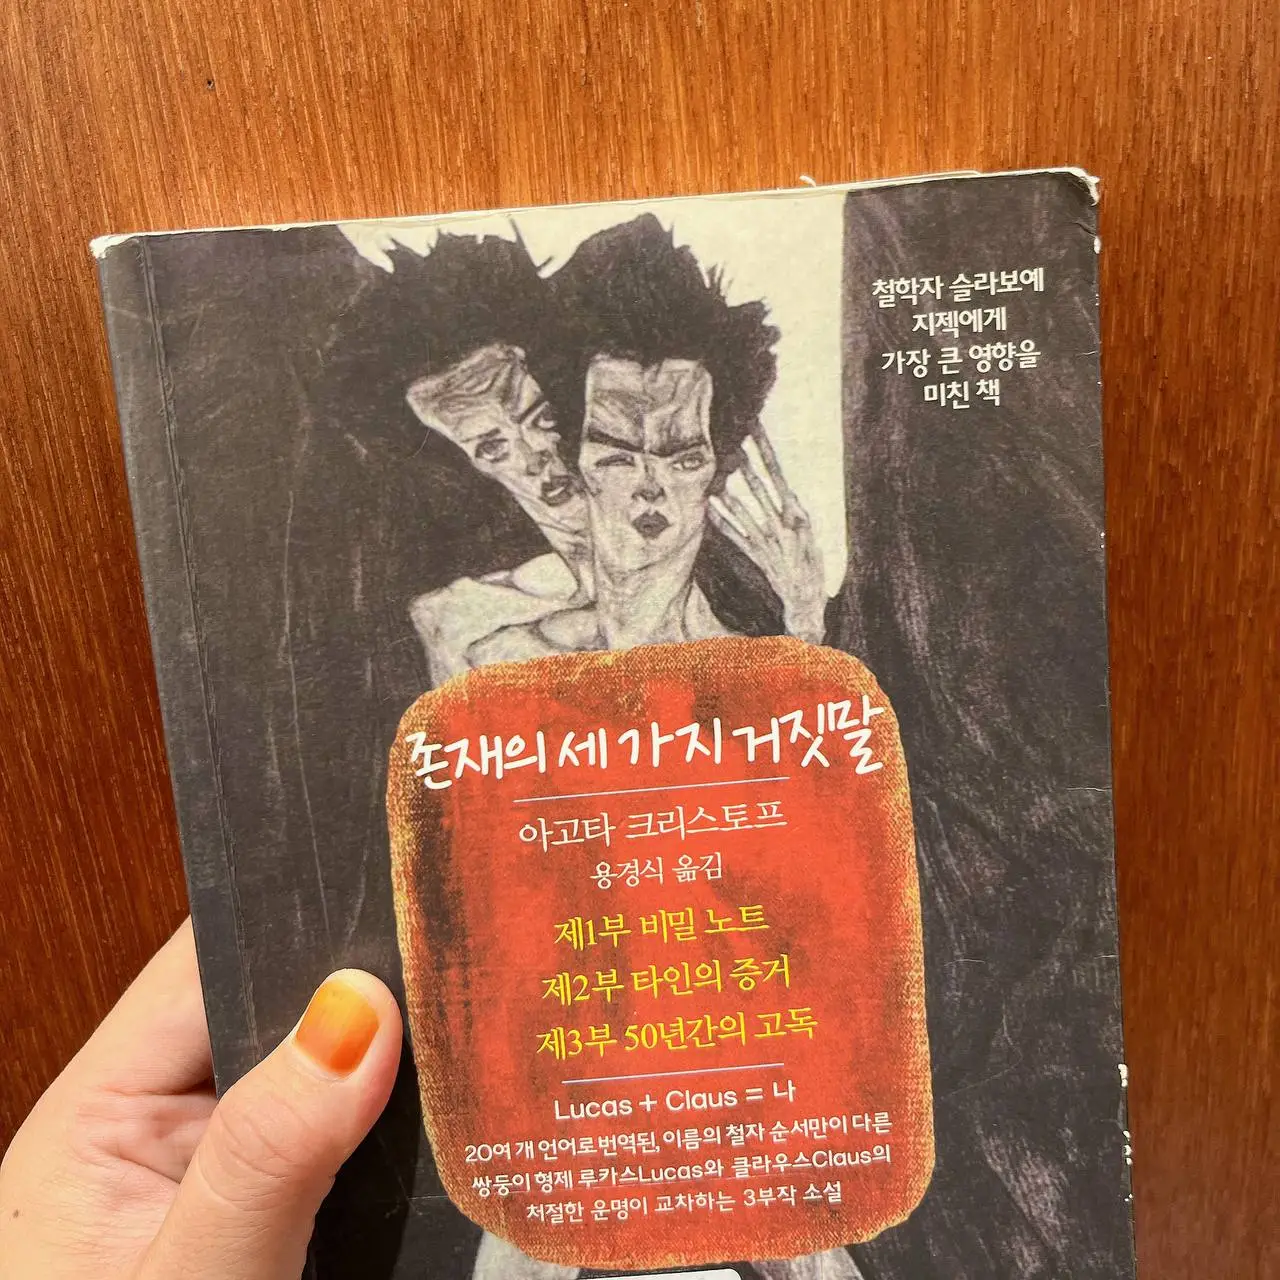 철학자 슬라보예
지젝에게
가장 큰 영향을
미친 책
존재의 세 가지 거짓말
아고타 크리스토프
용경식 옮김
제1부 비밀 노트
제2부 타인의 증거
제3부 50년간의 고독
Lucas + Claus = 나
20여 개 언어로 번역된, 이름의 철자 순서만이 다른
쌍둥이 형제 루카스Lucas와 클라우스Claus의
처절한 운명이 교차하는 3부작 소설